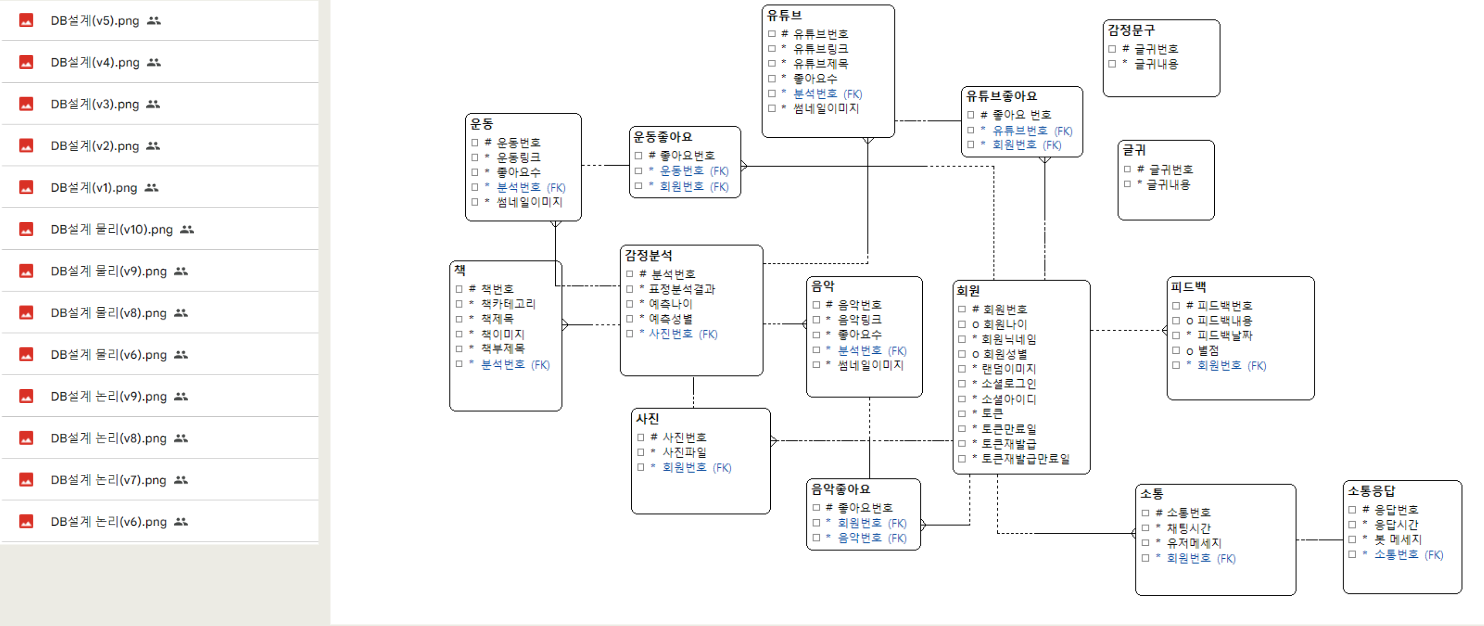 DB설계(v5).png
DB설계(v4).png
DB설계(v3).png
DB설계(v2).png
DB설계(v1).png
DB설계 물리(v10).png
DB설계 물리(v9).png
DB설계 물리(v8).png
DB설계 물리(v6).png
DB설계 논리(v9).png
DB설계 논리(v8).png
DB설계 논리(v7).png
DB설계 논리(v6).png
유튜브
# 유튜브번호
* 유튜브링크
* 유튜브제목
* 좋아요수
* 분석번호 (FK)
* 썸네일이미지
감정문구
# 글귀번호
* 글귀내용
유튜브좋아요
# 좋아요 번호
* 유튜브번호 (FK)
* 회원번호 (FK)
운동
# 운동번호
* 운동링크
* 좋아요수
* 분석번호 (FK)
* 썸네일이미지
운동좋아요
# 좋아요번호
* 운동번호 (FK)
* 회원번호 (FK)
글귀
# 글귀번호
* 글귀내용
책
# 책번호
* 책카테고리
* 책제목
* 책이미지
* 책부제목
* 분석번호 (FK)
감정분석
# 분석번호
* 표정분석결과
* 예측나이
* 예측성별
* 사진번호 (FK)
음악
# 음악번호
* 음악링크
* 좋아요수
* 분석번호 (FK)
* 썸네일이미지
회원
# 회원번호
o 회원나이
* 회원닉네임
o 회원성별
* 랜덤이미지
* 소셜로그인
* 소셜아이디
* 토큰
* 토큰만료일
* 토큰재발급
* 토큰재발급만료일
피드백
# 피드백번호
o 피드백내용
* 피드백날짜
o 별점
* 회원번호 (FK)
사진
# 사진번호
* 사진파일
* 회원번호 (FK)
음악좋아요
# 좋아요번호
* 회원번호 (FK)
* 음악번호 (FK)
소통
# 소통번호
* 채팅시간
* 유저메세지
* 회원번호 (FK)
소통응답
# 응답번호
* 응답시간
* 봇 메세지
* 소통번호 (FK)